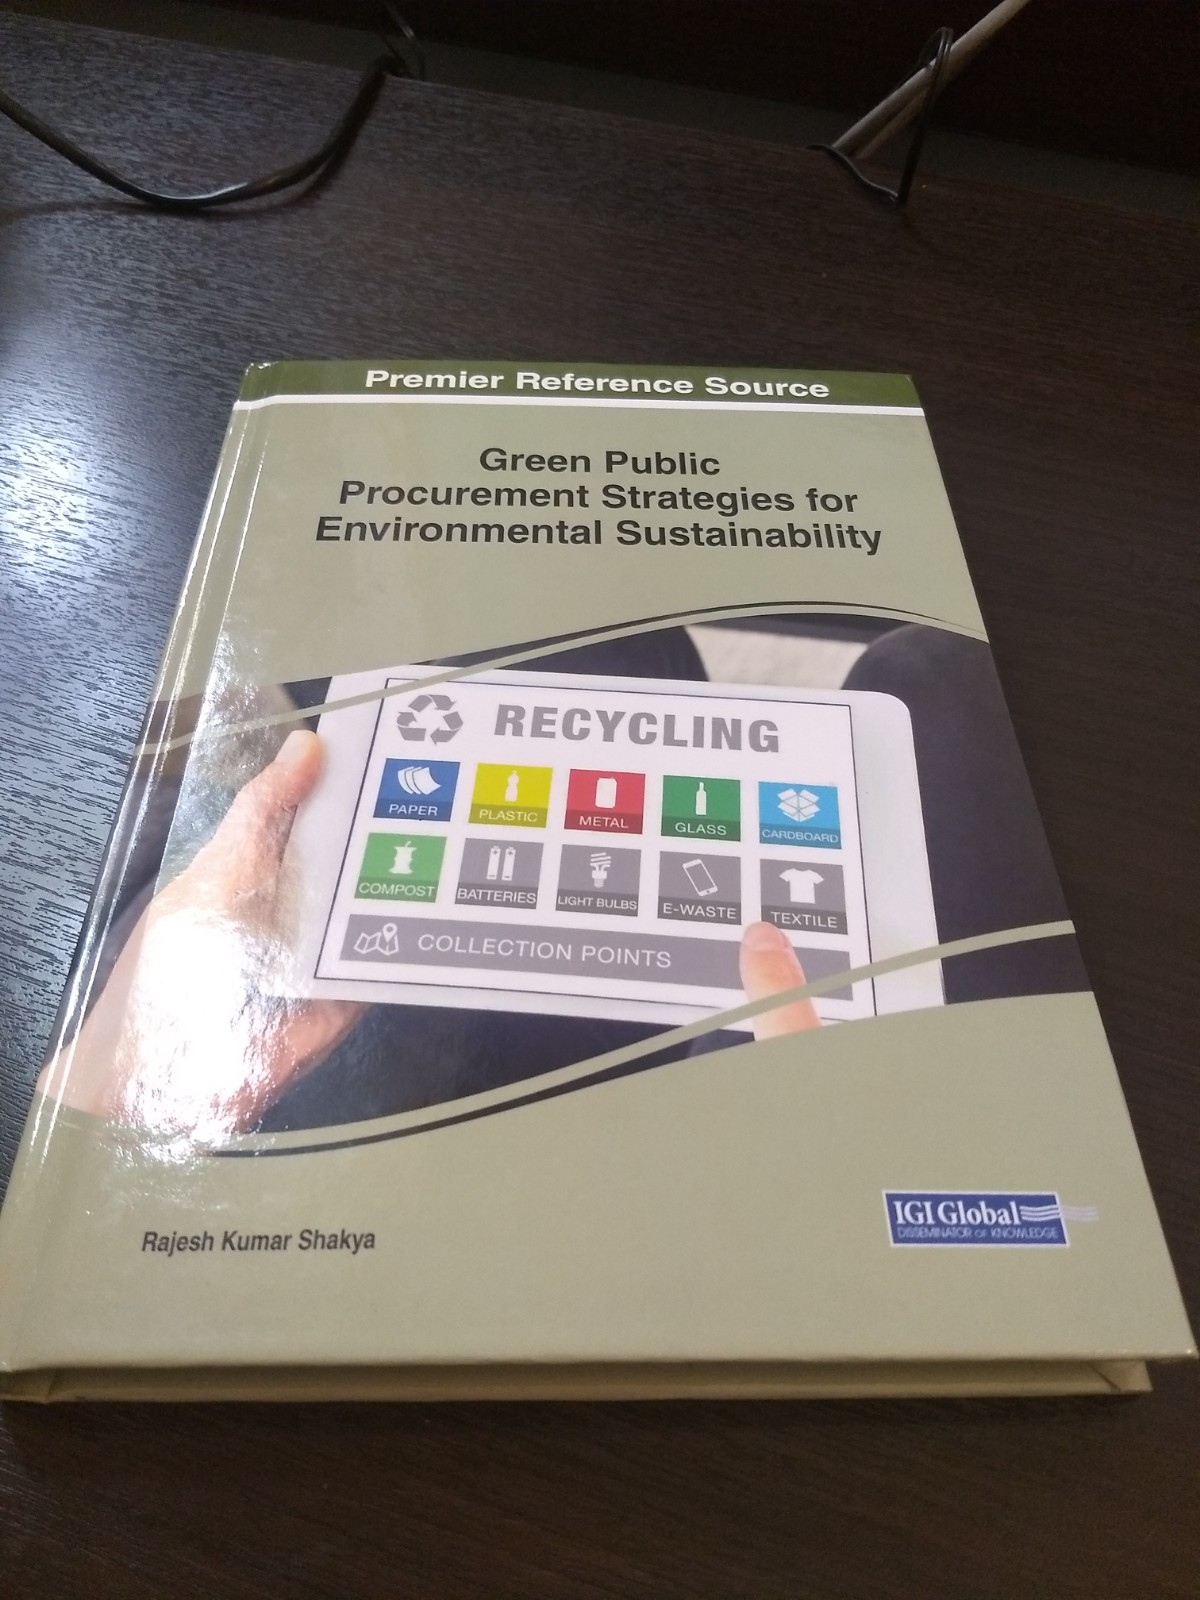 Premier Reference Source
Green Public
Procurement Strategies for
Environmental Sustainability
RECYCLING
PAPER
PLASTIC
METAL
GLASS
CARDBOARD
COMPOST
BATTERIES
LIGHT BULBS
E-WASTE
TEXTILE
COLLECTION POINTS
Rajesh Kumar Shakya
IGI Global
DISSEMINATOR OF KNOWLEDGE